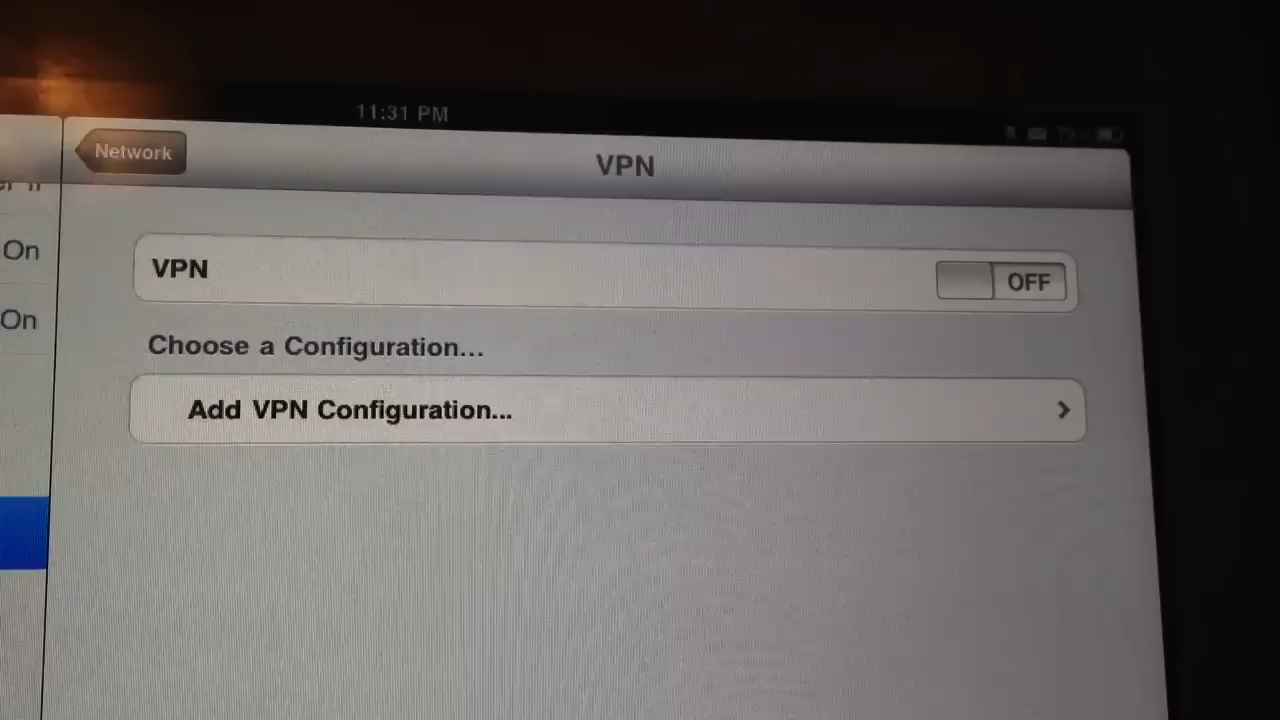 11:31 PM
Network
VPN
On
VPN
OFF
On
Choose a Configuration...
Add VPN Configuration...